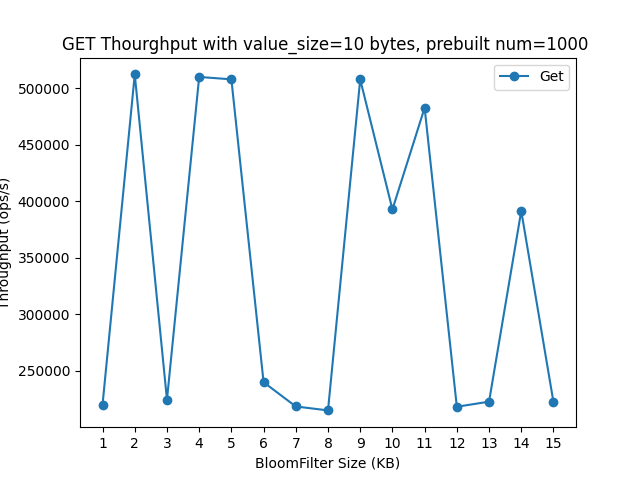 GET Thourghput with value_size=10 bytes, prebuilt num=1000
Get
500000
450000
400000
350000
300000
250000
Throughput (ops/s)
1 2 3 4 5 6 7 8 9 10 11 12 13 14 15
BloomFilter Size (KB)